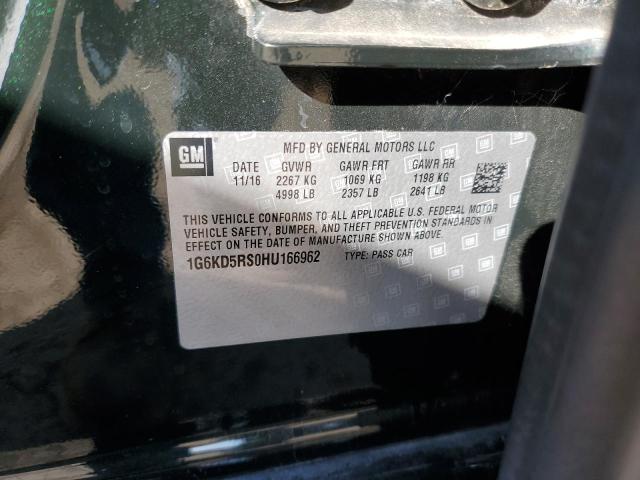 GM
MFD BY GENERAL MOTORS LLC
DATE GVWR GAWR FRT GAWR RR
11/16 2267 KG 1069 KG 1198 KG
4998 LB 2357 LB 2641 LB
THIS VEHICLE CONFORMS TO ALL APPLICABLE U.S. FEDERAL MOTOR
VEHICLE SAFETY, BUMPER, AND THEFT PREVENTION STANDARDS IN
EFFECT ON THE DATE OF MANUFACTURE SHOWN ABOVE.
1G6KD5RS0HU166962 TYPE: PASS CAR